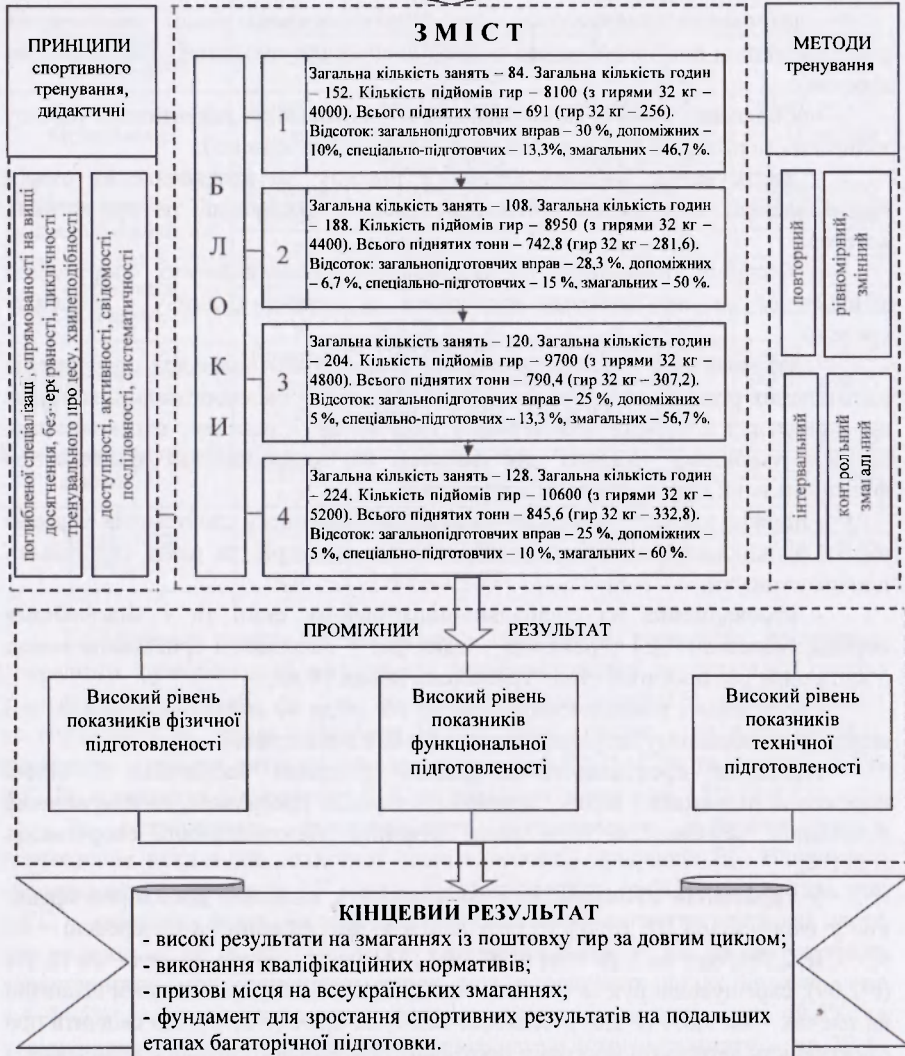 ПРИНЦИПИ
спортивного
тренування,
дидактичні
поглибленої спеціалізації, спрямованості на вищі
досягнення, безперервності, циклічності
тренувального процесу, хвилеподібності
доступності, активності, свідомості,
послідовності, систематичності
ЗМІСТ
Б
Л
О
К
И
1
Загальна кількість занять – 84. Загальна кількість годин
- 152. Кількість підйомів гир – 8100 (з гирями 32 кг –
4000). Всього піднятих тонн – 691 (гир 32 кг – 256).
Відсоток: загальнопідготовчих вправ – 30 %, допоміжних -
10%, спеціально-підготовчих – 13,3%, змагальних - 46,7 %.
2
Загальна кількість занять – 108. Загальна кількість годин
- 188. Кількість підйомів гир – 8950 (з гирями 32 кг –
4400). Всього піднятих тонн – 742,8 (гир 32 кг – 281,6).
Відсоток: загальнопідготовчих вправ – 28,3 %, допоміжних
– 6,7 %, спеціально-підготовчих – 15 %, змагальних – 50 %.
3
Загальна кількість занять – 120. Загальна кількість годин
– 204. Кількість підйомів гир – 9700 (з гирями 32 кг –
4800). Всього піднятих тонн – 790,4 (гир 32 кг – 307,2).
Відсоток: загальнопідготовчих вправ – 25 %, допоміжних –
5 %, спеціально-підготовчих – 13,3 %, змагальних – 56,7 %.
4
Загальна кількість занять – 128. Загальна кількість годин
– 224. Кількість підйомів гир – 10600 (з гирями 32 кг –
5200). Всього піднятих тонн – 845,6 (гир 32 кг – 332,8).
Відсоток: загальнопідготовчих вправ – 25 %, допоміжних –
5 %, спеціально-підготовчих – 10 %, змагальних – 60 %.
МЕТОДИ
тренування
повторний
рівномірний,
змінний
інтервальний
контрольний
змагальний
ПРОМІЖНИЙ РЕЗУЛЬТАТ
Високий рівень
показників фізичної
підготовленості
Високий рівень
показників
функціональної
підготовленості
Високий рівень
показників
технічної
підготовленості
КІНЦЕВИЙ РЕЗУЛЬТАТ
- високі результати на змаганнях із поштовху гир за довгим циклом;
- виконання кваліфікаційних нормативів;
- призові місця на всеукраїнських змаганнях;
- фундамент для зростання спортивних результатів на подальших
етапах багаторічної підготовки.